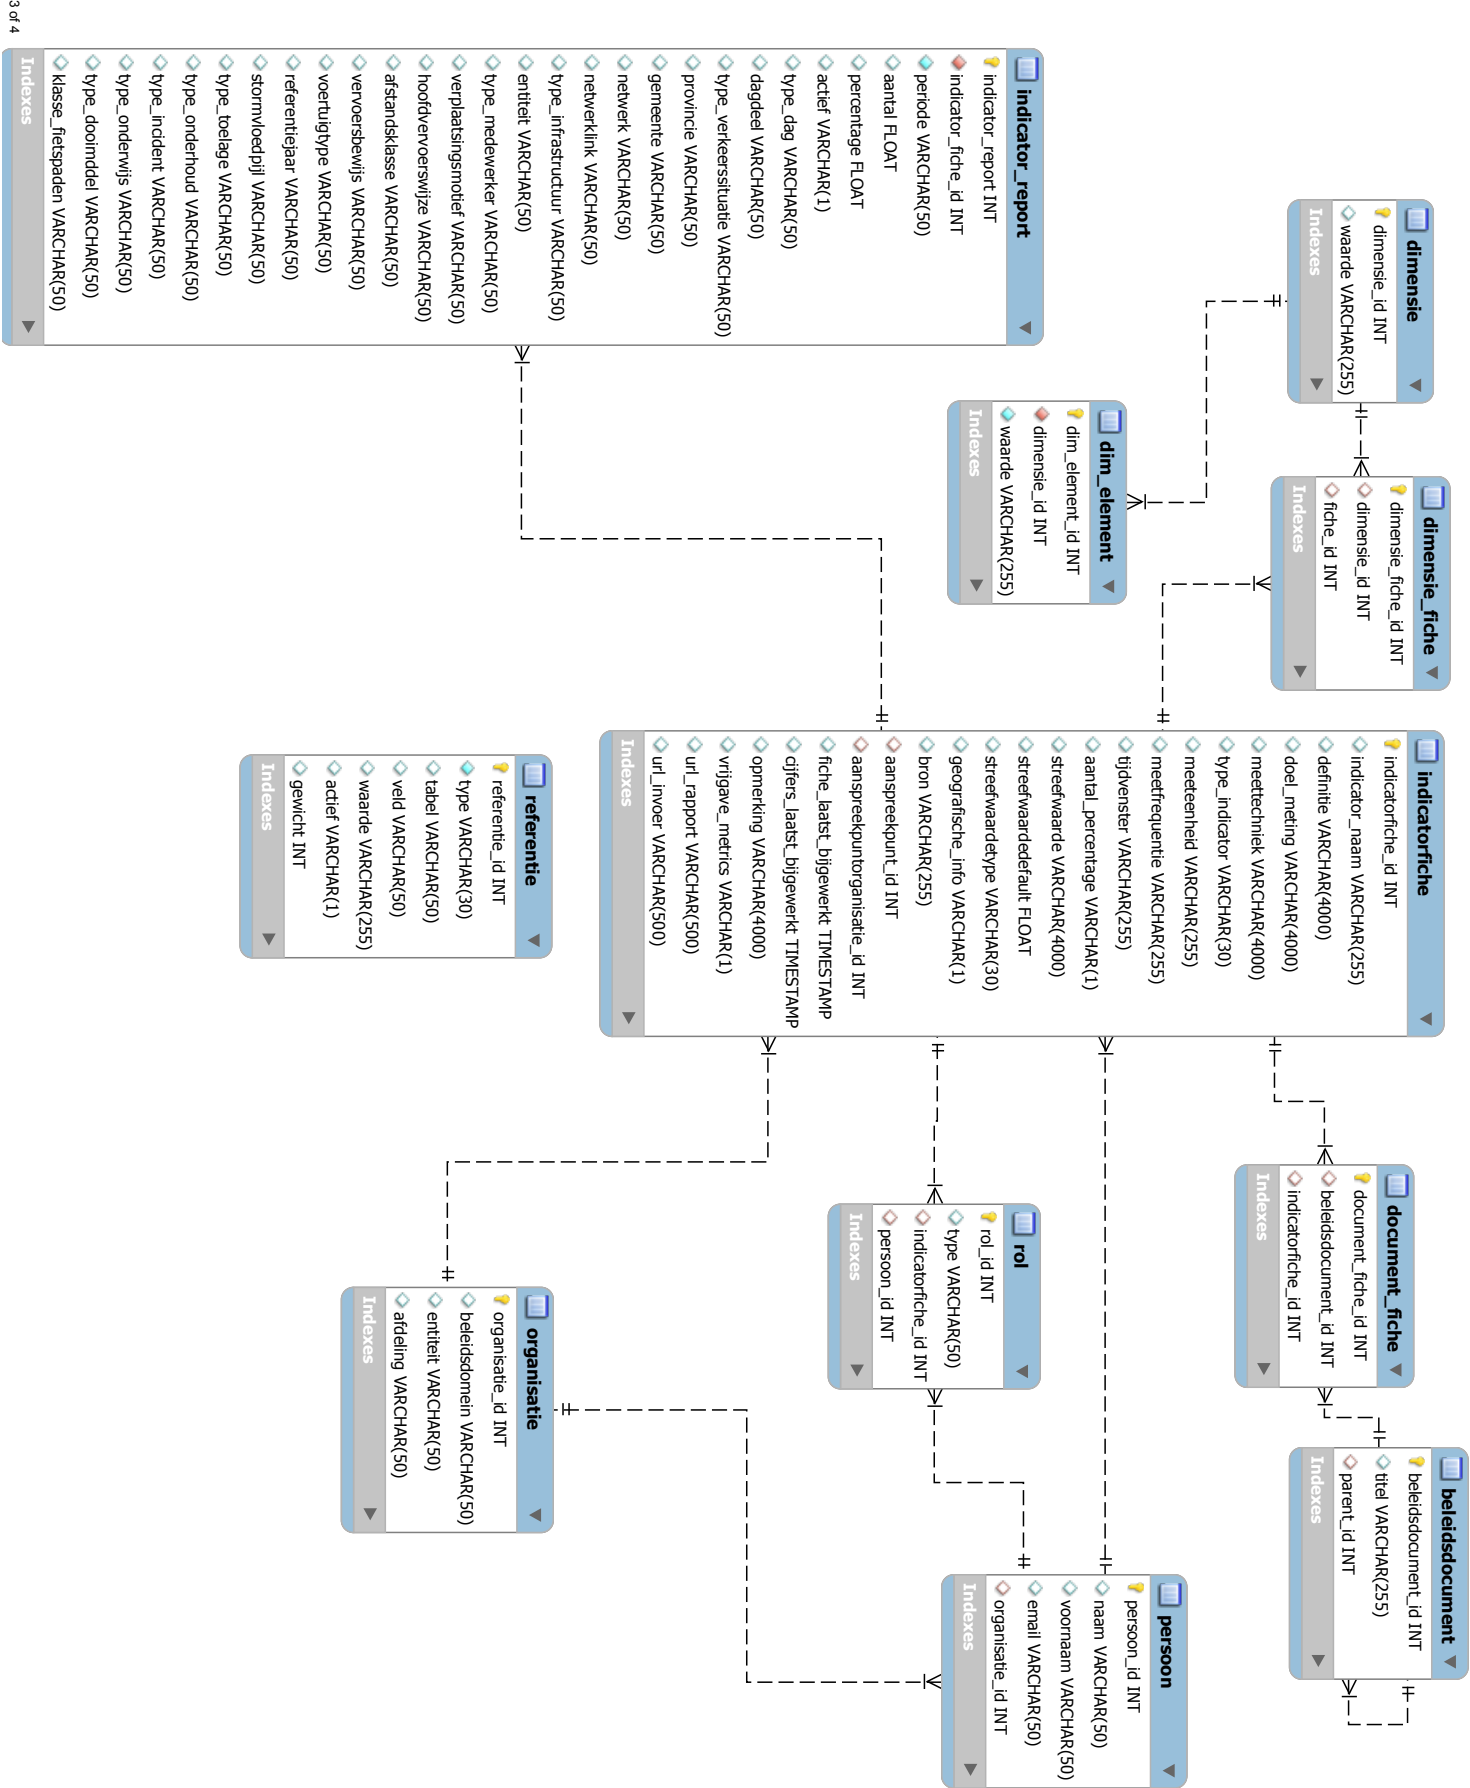 dimensie
dimensie_id INT
waarde VARCHAR(255)
Indexes
dimensie_fiche
dimensie_fiche_id INT
dimensie_id INT
fiche_id INT
Indexes
dim_element
dim_element_id INT
dimensie_id INT
waarde VARCHAR(255)
Indexes
indicator_report
indicator_report INT
indicator_fiche_id INT
periode VARCHAR(50)
aantal FLOAT
percentage FLOAT
actief VARCHAR(1)
type_dag VARCHAR(50)
dagdeel VARCHAR(50)
type_verkeerssituatie VARCHAR(50)
provincie VARCHAR(50)
gemeente VARCHAR(50)
netwerk VARCHAR(50)
netwerklink VARCHAR(50)
type_infrastructuur VARCHAR(50)
entiteit VARCHAR(50)
type_medewerker VARCHAR(50)
verplaatsingsmotief VARCHAR(50)
hoofdvervoerswijze VARCHAR(50)
afstandsklasse VARCHAR(50)
vervoersbewijs VARCHAR(50)
voertuigtype VARCHAR(50)
referentiejaar VARCHAR(50)
stormvloedpijl VARCHAR(50)
type_toelage VARCHAR(50)
type_onderhoud VARCHAR(50)
type_incident VARCHAR(50)
type_onderwijs VARCHAR(50)
type_dooimiddel VARCHAR(50)
klasse_fietspaden VARCHAR(50)
Indexes
indicatorfiche
indicatorfiche_id INT
indicator_naam VARCHAR(255)
definitie VARCHAR(4000)
doel_meting VARCHAR(4000)
meettechniek VARCHAR(4000)
type_indicator VARCHAR(30)
meeteenheid VARCHAR(255)
meetfrequentie VARCHAR(255)
tijdvenster VARCHAR(255)
aantal_percentage VARCHAR(1)
streefwaarde VARCHAR(4000)
streefwaardedefault FLOAT
streefwaardetype VARCHAR(30)
geografische_info VARCHAR(1)
bron VARCHAR(255)
aanspreekpunt_id INT
aanspreekpuntorganisatie_id INT
fiche_laatst_bijgewerkt TIMESTAMP
cijfers_laatst_bijgewerkt TIMESTAMP
opmerking VARCHAR(4000)
vrijgave_metrics VARCHAR(1)
url_rapport VARCHAR(500)
url_invoer VARCHAR(500)
Indexes
referentie
referentie_id INT
type VARCHAR(30)
tabel VARCHAR(50)
veld VARCHAR(50)
waarde VARCHAR(255)
actief VARCHAR(1)
gewicht INT
Indexes
document_fiche
document_fiche_id INT
beleidsdocument_id INT
indicatorfiche_id INT
Indexes
beleidsdocument
beleidsdocument_id INT
titel VARCHAR(255)
parent_id INT
Indexes
rol
rol_id INT
type VARCHAR(50)
indicatorfiche_id INT
persoon_id INT
Indexes
organisatie
organisatie_id INT
beleidsdomein VARCHAR(50)
entiteit VARCHAR(50)
afdeling VARCHAR(50)
Indexes
persoon
persoon_id INT
naam VARCHAR(50)
voornaam VARCHAR(50)
email VARCHAR(50)
organisatie_id INT
Indexes
3 of 4